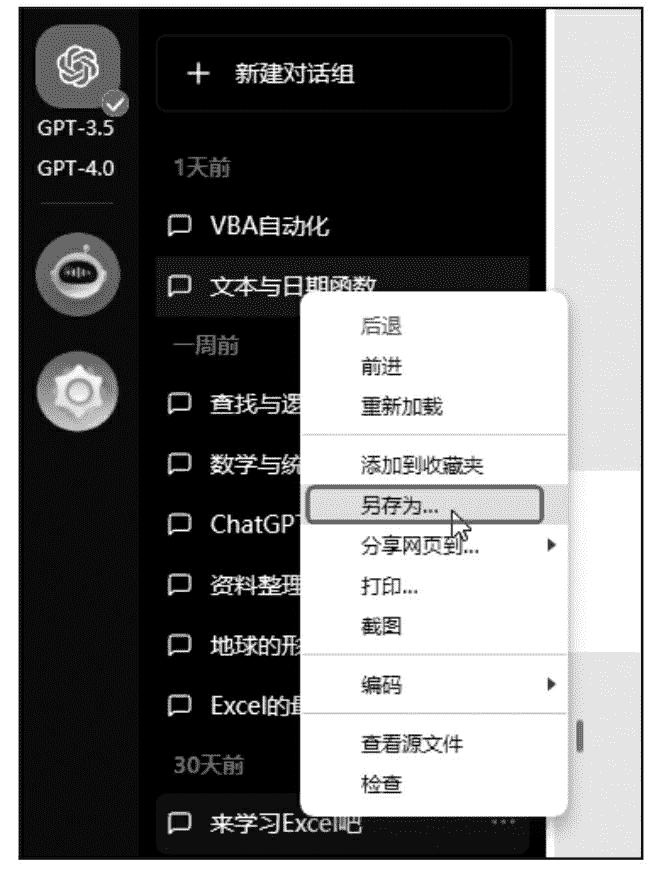 GPT-3.5
GPT-4.0
新建对话组
1天前
VBA自动化
文本与日期函数
一周前
查找与逻
数学与统
ChatGPT
资料整理
地球的形
Excel的
30天前
来学习Excel吧
后退
前进
重新加载
添加到收藏夹
另存为...
分享网页到...
打印...
截图
编码
查看源文件
检查